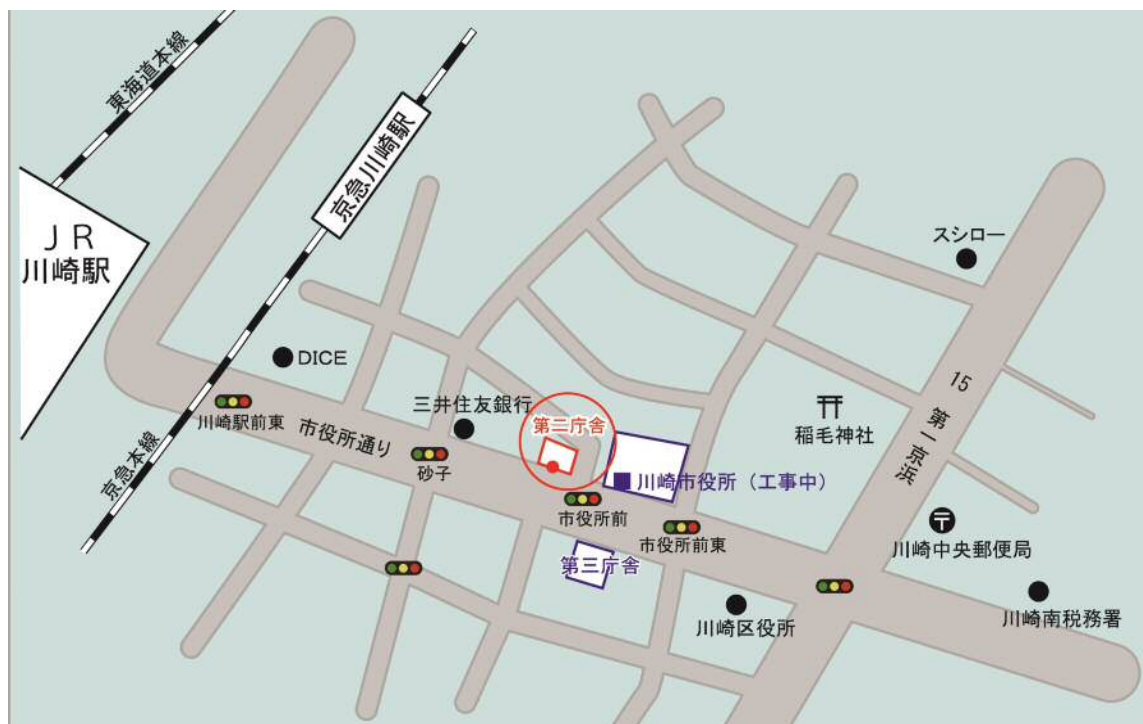 東海道本線
京急川崎駅
JR
川崎駅
スシロー
DICE
15 第一京浜
三井住友銀行
川崎駅前東
市役所通り
第二庁舎
稲毛神社
京急本線
砂子
川崎市役所（工事中）
市役所前
市役所前東
川崎中央郵便局
第三庁舎
川崎区役所
川崎南税務署